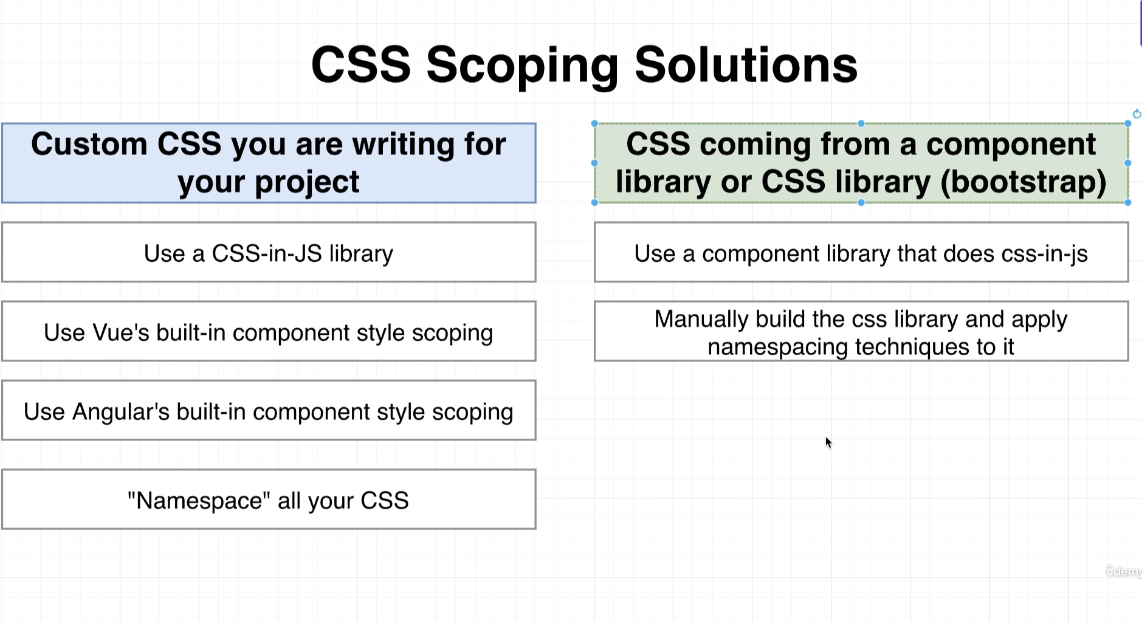 CSS Scoping Solutions
Custom CSS you are writing for
your project
Use a CSS-in-JS library
Use Vue's built-in component style scoping
Use Angular's built-in component style scoping
"Namespace" all your CSS
CSS coming from a component
library or CSS library (bootstrap)
Use a component library that does css-in-js
Manually build the css library and apply
namespacing techniques to it
ûdemy